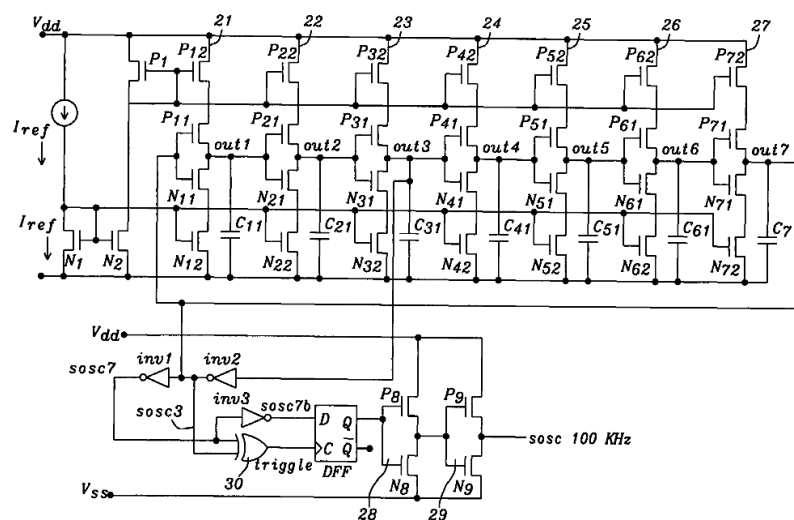 21 22 23 24 25 26 27
Vdd
P1 P12 P22 P32 P42 P52 P62 P72
Iref
P11 P21 P31 P41 P51 P61 P71
out1 out2 out3 out4 out5 out6 out7
N11 N21 N31 N41 N51 N61 N71
C11 C21 C31 C41 C51 C61 C7
Iref
N1 N2 N12 N22 N32 N42 N52 N62 N72
Vdd
sosc7 inv1 inv2
sosc3 inv3 sosc7b
P8 P9
D Q
C Q̅
sosc 100 KHz
triggle DFF
30 28 N8 29 N9
Vss